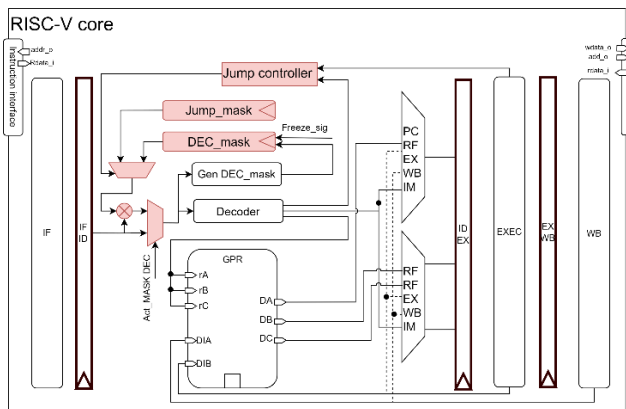 RISC-V core
Instruction interface
addr_o
Rdata_i
wdata_o
add_o
rdata_i
Jump controller
Jump_mask
Freeze_sig
DEC_mask
Gen DEC_mask
Decoder
Act_MASK DEC
IF
IF
ID
PC
RF
EX
WB
IM
GPR
rA
rB
rC
DIA
DIB
DA
DB
DC
RF
RF
EX
WB
IM
ID
EX
EXEC
EX
WB
WB